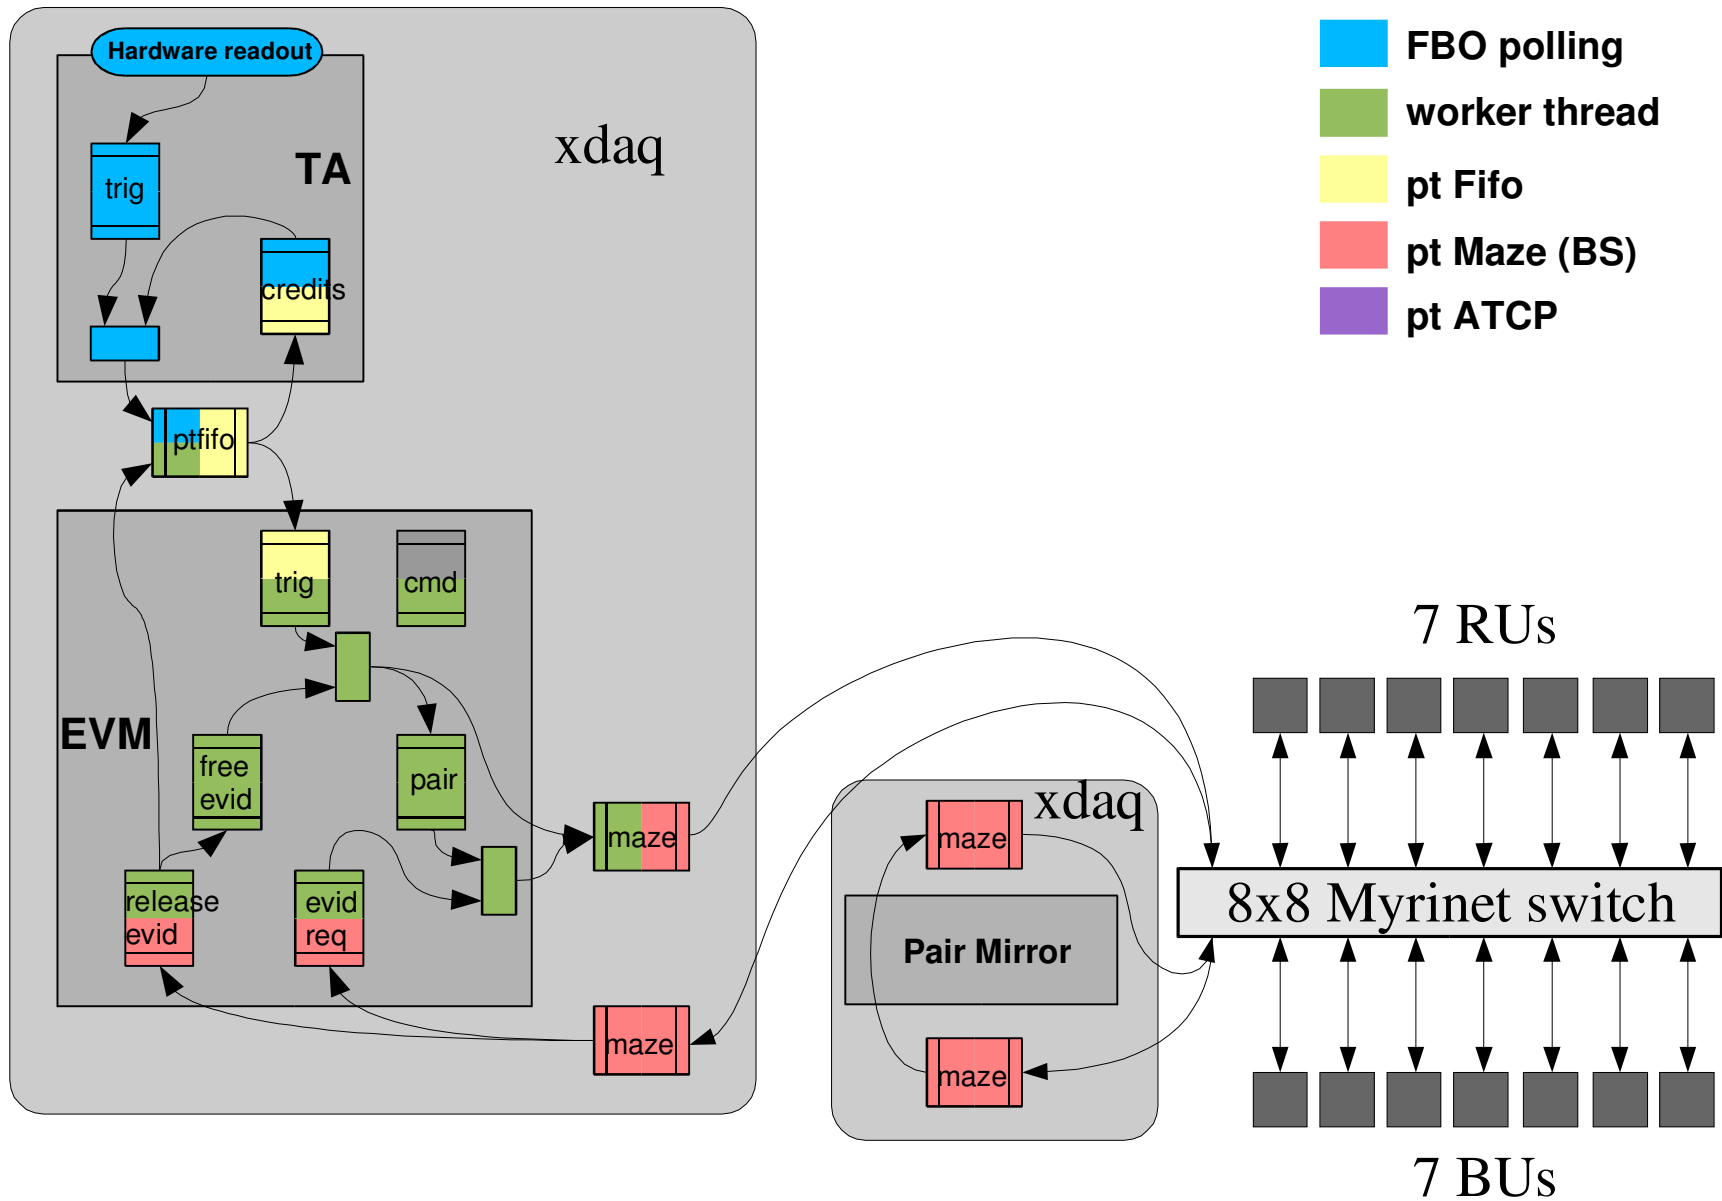 Hardware readout
TA
trig
credits
xdaq
ptfifo
EVM
trig
cmd
free
evid
pair
release
evid
evid
req
maze
maze
xdaq
maze
Pair Mirror
maze
FBO polling
worker thread
pt Fifo
pt Maze (BS)
pt ATCP
7 RUs
8x8 Myrinet switch
7 BUs